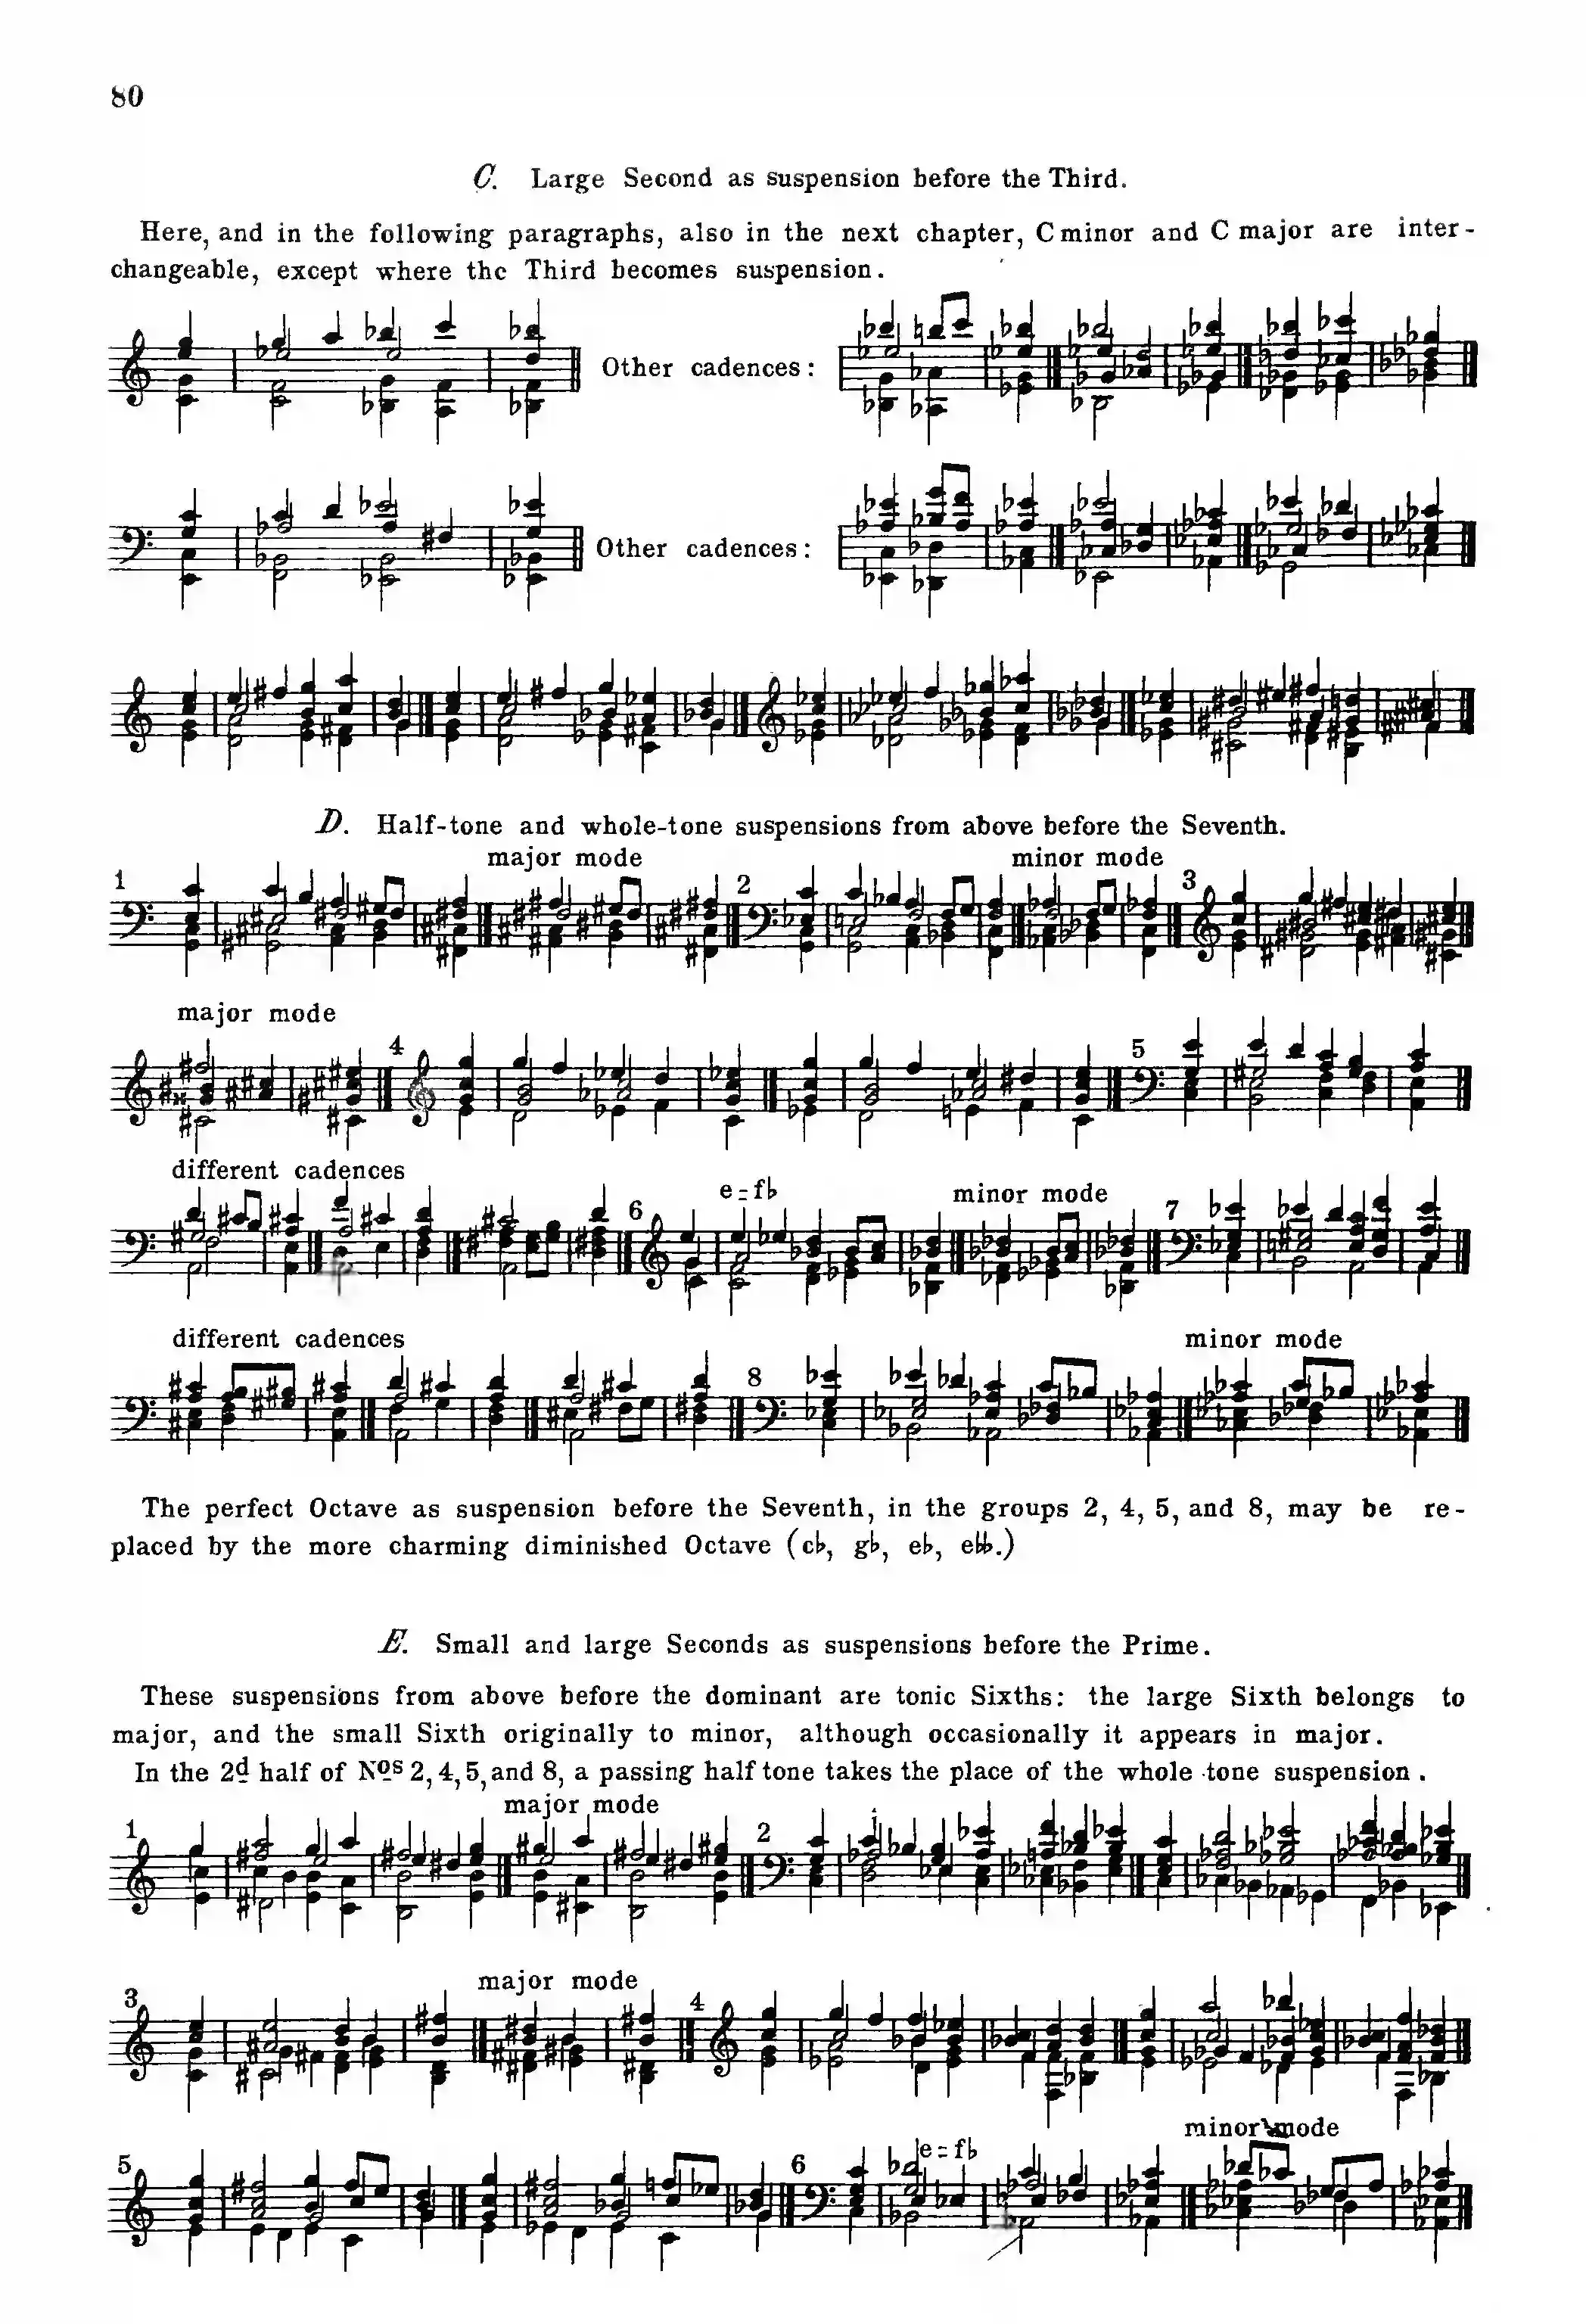 80
C. Large Second as suspension before the Third.
Here, and in the following paragraphs, also in the next chapter, C minor and C major are inter-
changeable, except where the Third becomes suspension.
Other cadences:
Other cadences:
D. Half-tone and whole-tone suspensions from above before the Seventh.
major mode minor mode
1 2 3
major mode
4 5
different cadences
6 e=f♭ minor mode 7
different cadences minor mode
8
The perfect Octave as suspension before the Seventh, in the groups 2, 4, 5, and 8, may be re-
placed by the more charming diminished Octave (c♭, g♭, e♭, e♭♭.)
E. Small and large Seconds as suspensions before the Prime.
These suspensions from above before the dominant are tonic Sixths: the large Sixth belongs to
major, and the small Sixth originally to minor, although occasionally it appears in major.
In the 2d half of Nos 2, 4, 5, and 8, a passing half tone takes the place of the whole tone suspension.
major mode
1 2
major mode
3 4
minor mode
5 6 e=f♭